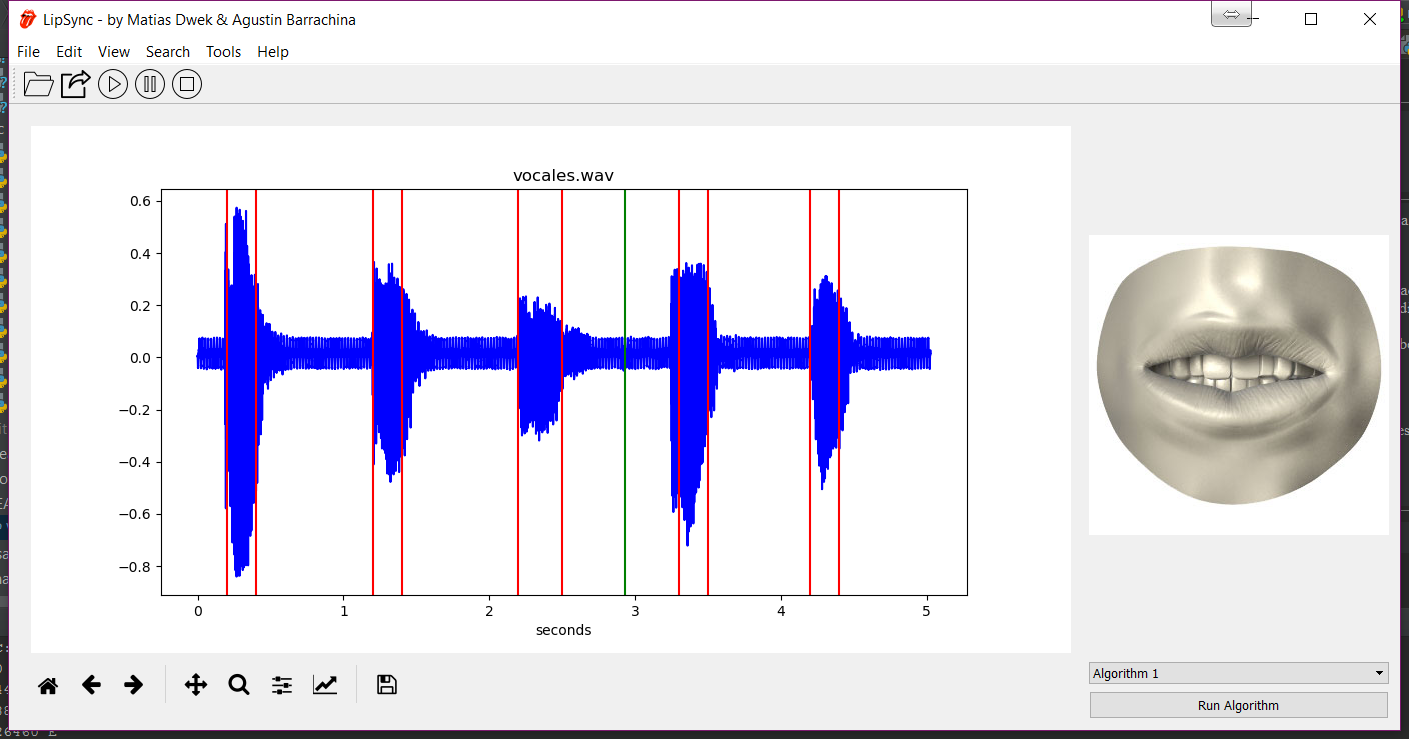 LipSync - by Matias Dwek & Agustin Barrachina
File Edit View Search Tools Help
vocales.wav
0.6
0.4
0.2
0.0
−0.2
−0.4
−0.6
−0.8
0 1 2 3 4 5
seconds
Algorithm 1
Run Algorithm